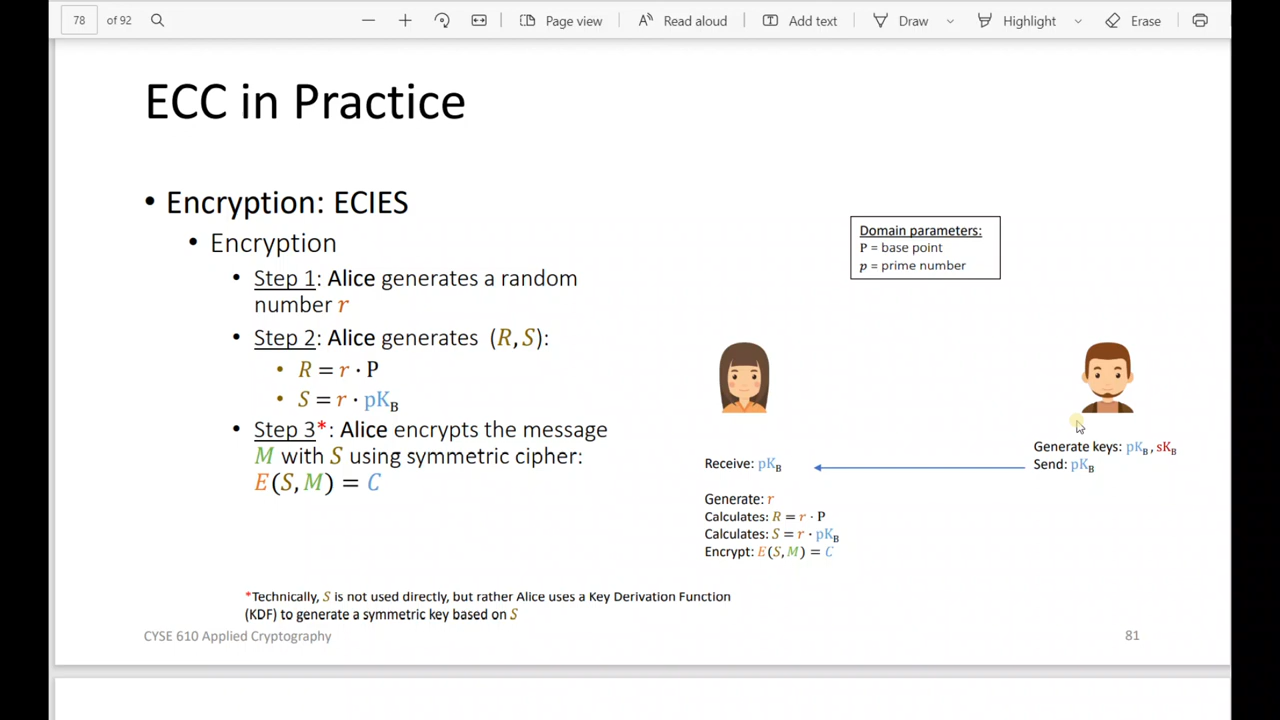 78 of 92 Page view Read aloud Add text Draw Highlight Erase
ECC in Practice
• Encryption: ECIES
• Encryption
• Step 1: Alice generates a random
number r
• Step 2: Alice generates (R, S):
• R = r · P
• S = r · pK_B
• Step 3*: Alice encrypts the message
M with S using symmetric cipher:
E(S, M) = C
Domain parameters:
P = base point
p = prime number
Generate keys: pK_B, sK_B
Send: pK_B
Receive: pK_B
Generate: r
Calculates: R = r · P
Calculates: S = r · pK_B
Encrypt: E(S, M) = C
*Technically, S is not used directly, but rather Alice uses a Key Derivation Function
(KDF) to generate a symmetric key based on S
CYSE 610 Applied Cryptography 81